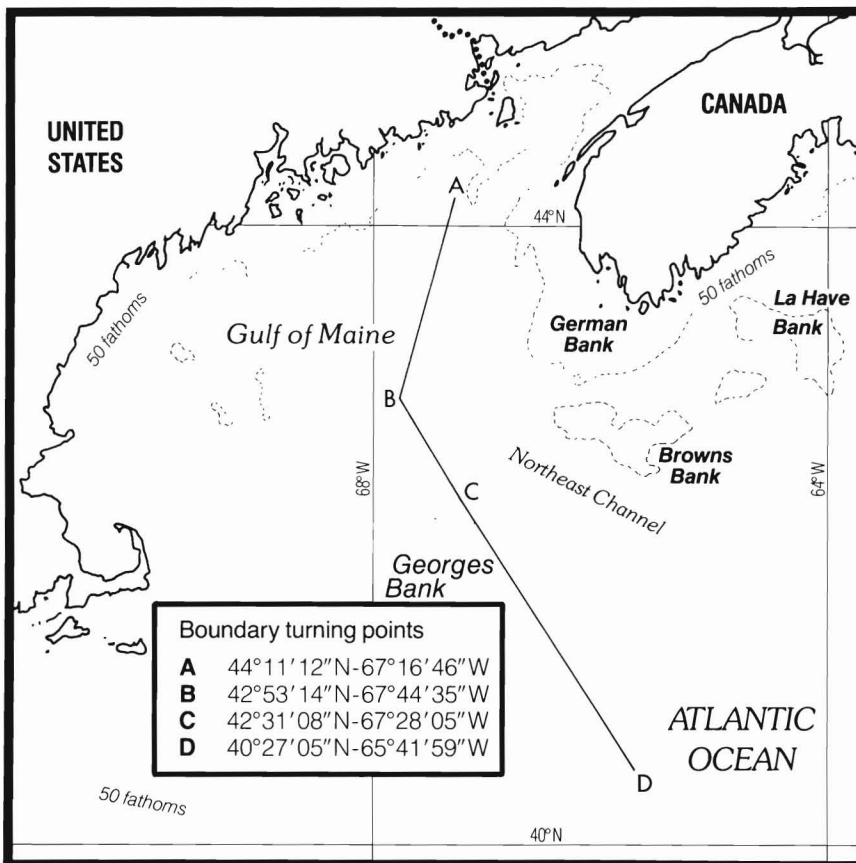 UNITED
STATES
CANADA
A
44°N
50 fathoms
50 fathoms
La Have
Bank
German
Bank
Gulf of Maine
B
Browns
Bank
68°W
64°W
C
Northeast Channel
Georges
Bank
Boundary turning points
A 44°11'12"N-67°16'46"W
B 42°53'14"N-67°44'35"W
C 42°31'08"N-67°28'05"W
D 40°27'05"N-65°41'59"W
ATLANTIC
OCEAN
D
50 fathoms
40°N